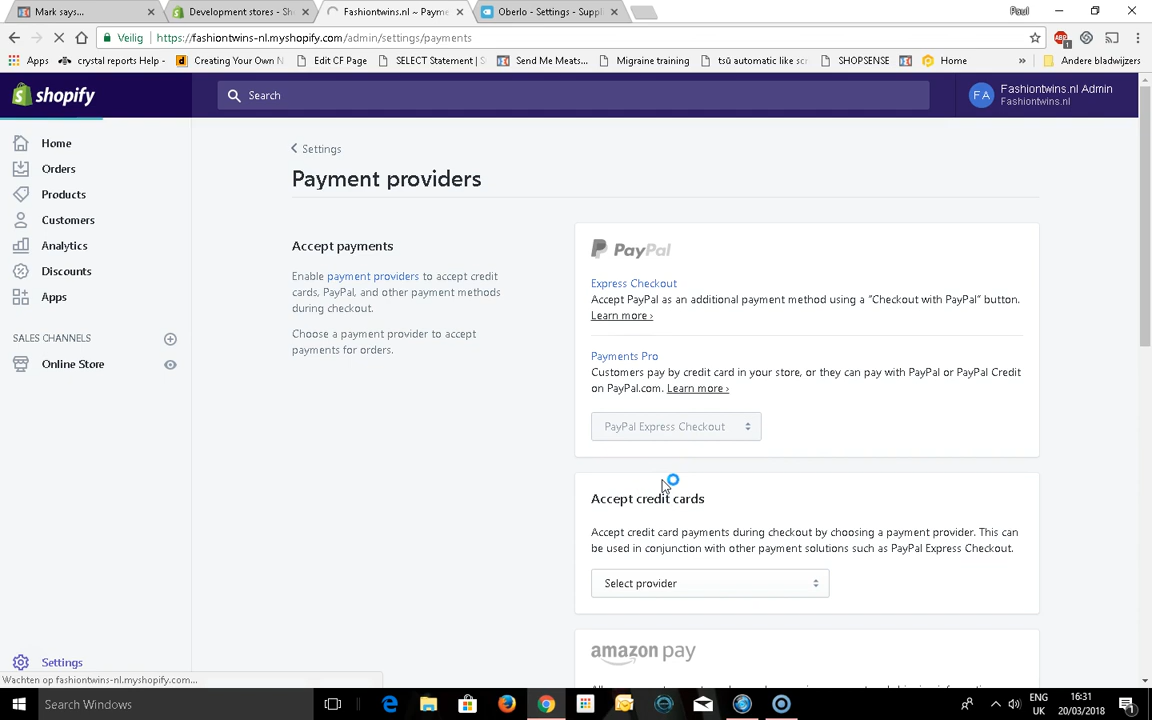 Mark says...
Development stores - Sh
Fashiontwins.nl ~ Payme
Oberlo - Settings - Suppl
Paul
Veilig
https://fashiontwins-nl.myshopify.com/admin/settings/payments
Apps
crystal reports Help -
Creating Your Own N
Edit CF Page
SELECT Statement | S
Send Me Meats...
Migraine training
tsū automatic like scr
SHOPSENSE
Home
»
Andere bladwijzers
shopify
Search
FA
Fashiontwins.nl Admin
Fashiontwins.nl
Home
Orders
Products
Customers
Analytics
Discounts
Apps
SALES CHANNELS
Online Store
Settings
Settings
Payment providers
Accept payments
Enable payment providers to accept credit
cards, PayPal, and other payment methods
during checkout.
Choose a payment provider to accept
payments for orders.
PayPal
Express Checkout
Accept PayPal as an additional payment method using a "Checkout with PayPal" button.
Learn more ›
Payments Pro
Customers pay by credit card in your store, or they can pay with PayPal or PayPal Credit
on PayPal.com. Learn more ›
PayPal Express Checkout
Accept credit cards
Accept credit card payments during checkout by choosing a payment provider. This can
be used in conjunction with other payment solutions such as PayPal Express Checkout.
Select provider
amazon pay
Wachten op fashiontwins-nl.myshopify.com...
Search Windows
ENG
UK
16:31
20/03/2018